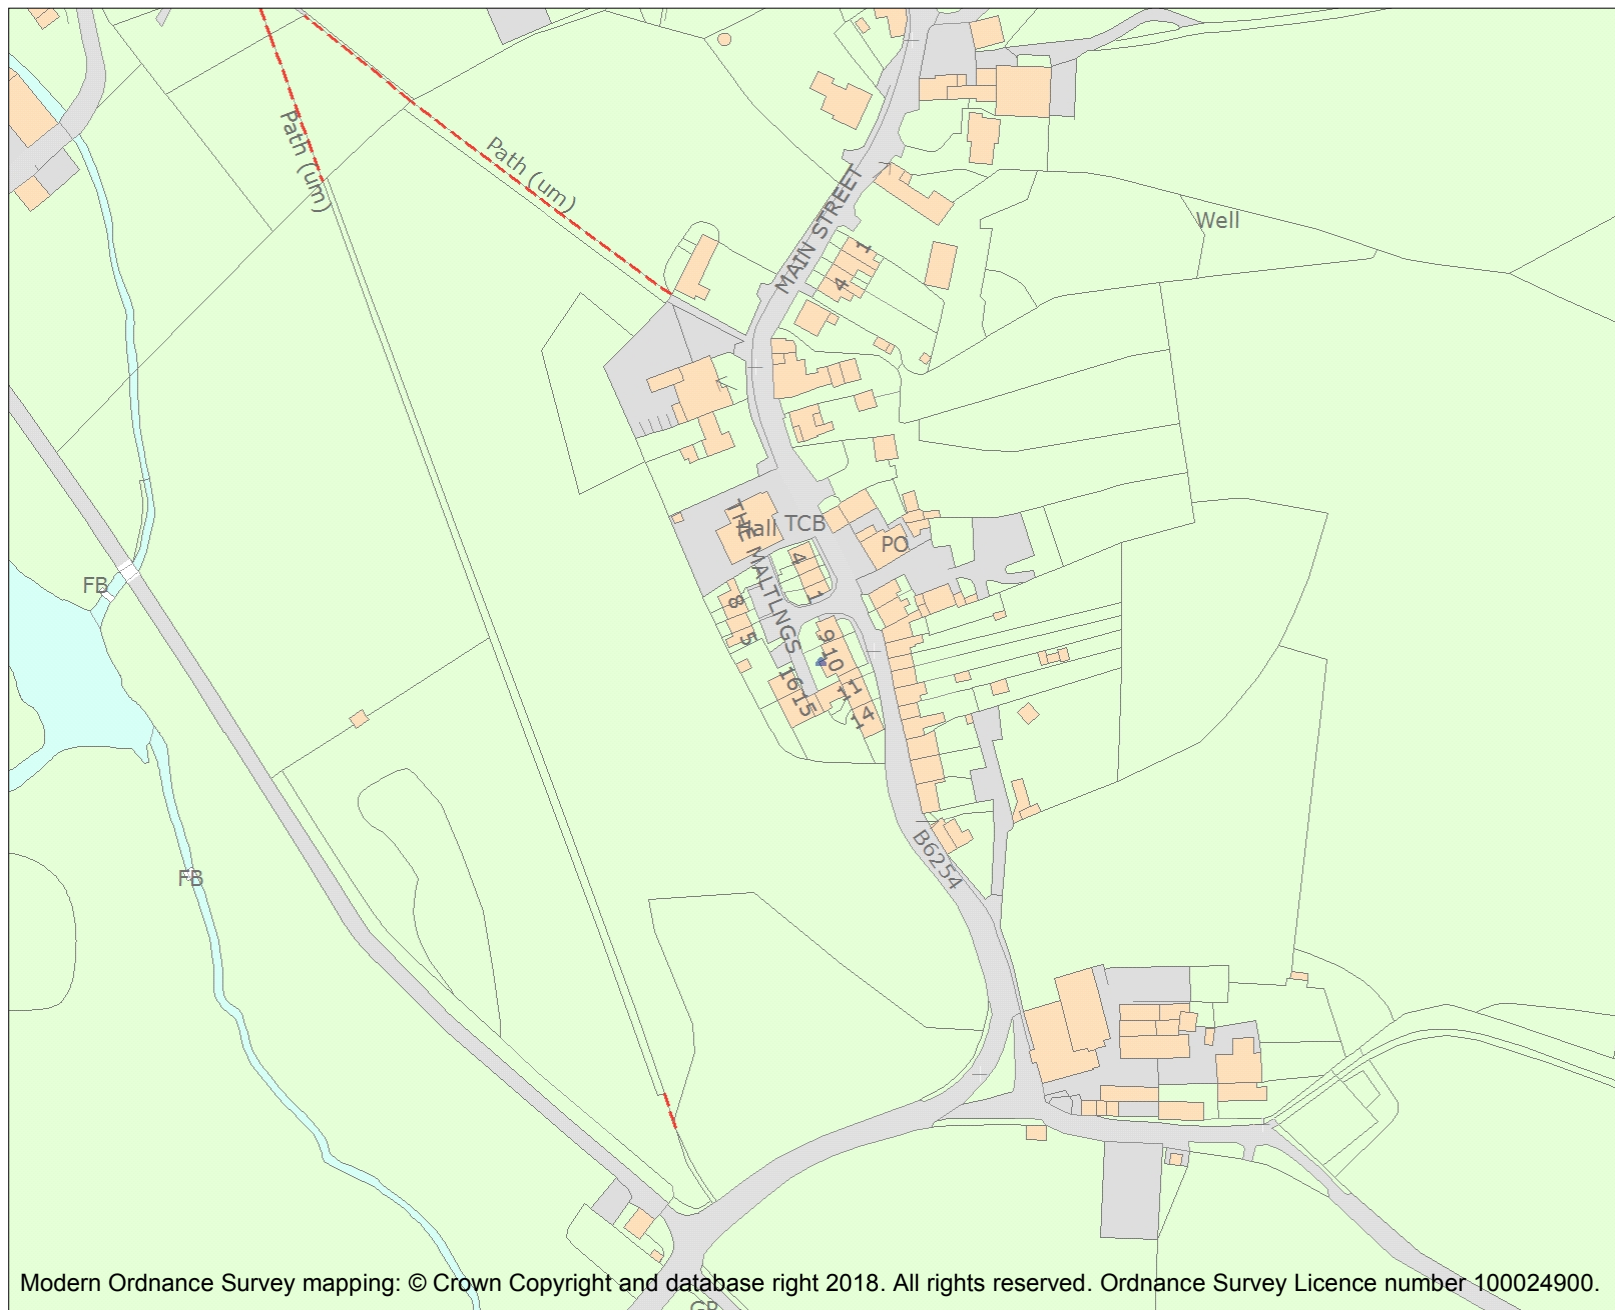 Path (um)
Path (um)
MAIN STREET
Well
1
4
Hall
TCB
THE MALTLNGS
PO
4
1
8
5
9
10
16
15
11
14
FB
FB
B6254
GP
Modern Ordnance Survey mapping: © Crown Copyright and database right 2018. All rights reserved. Ordnance Survey Licence number 100024900.